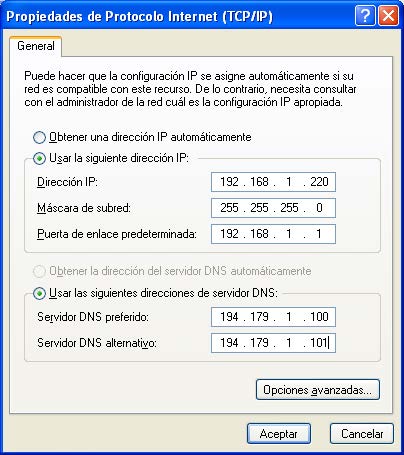 Propiedades de Protocolo Internet (TCP/IP)
General
Puede hacer que la configuración IP se asigne automáticamente si su
red es compatible con este recurso. De lo contrario, necesita consultar
con el administrador de la red cuál es la configuración IP apropiada.
Obtener una dirección IP automáticamente
Usar la siguiente dirección IP:
Dirección IP: 192 . 168 . 1 . 220
Máscara de subred: 255 . 255 . 255 . 0
Puerta de enlace predeterminada: 192 . 168 . 1 . 1
Obtener la dirección del servidor DNS automáticamente
Usar las siguientes direcciones de servidor DNS:
Servidor DNS preferido: 194 . 179 . 1 . 100
Servidor DNS alternativo: 194 . 179 . 1 . 101
Opciones avanzadas...
Aceptar Cancelar